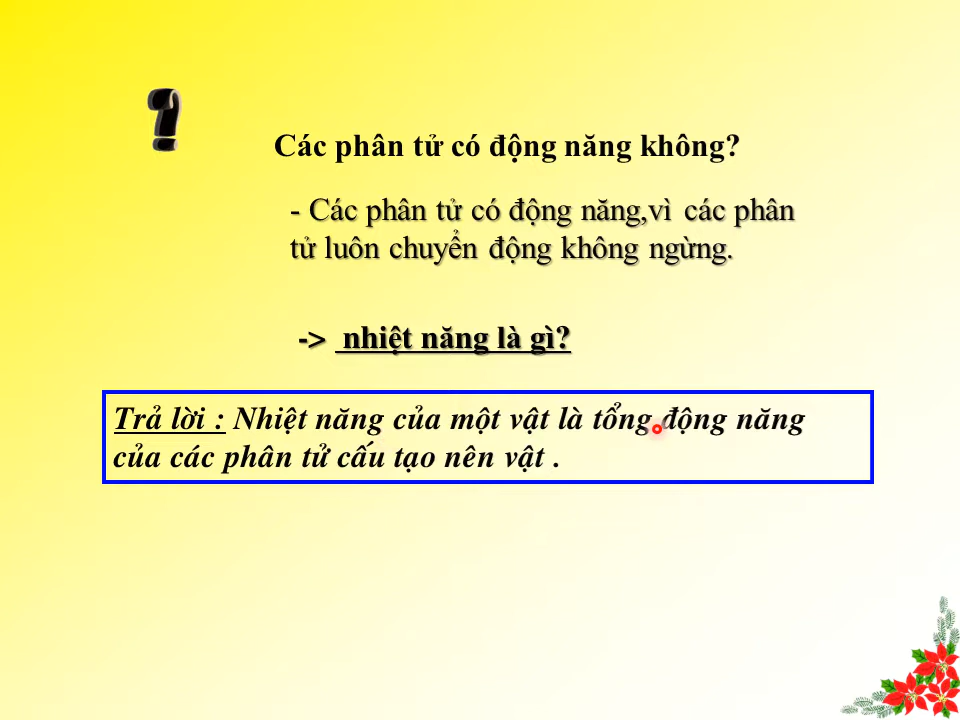 ?
Các phân tử có động năng không?
- Các phân tử có động năng,vì các phân
tử luôn chuyển động không ngừng.
-> nhiệt năng là gì?
Trả lời : Nhiệt năng của một vật là tổng động năng
của các phân tử cấu tạo nên vật .